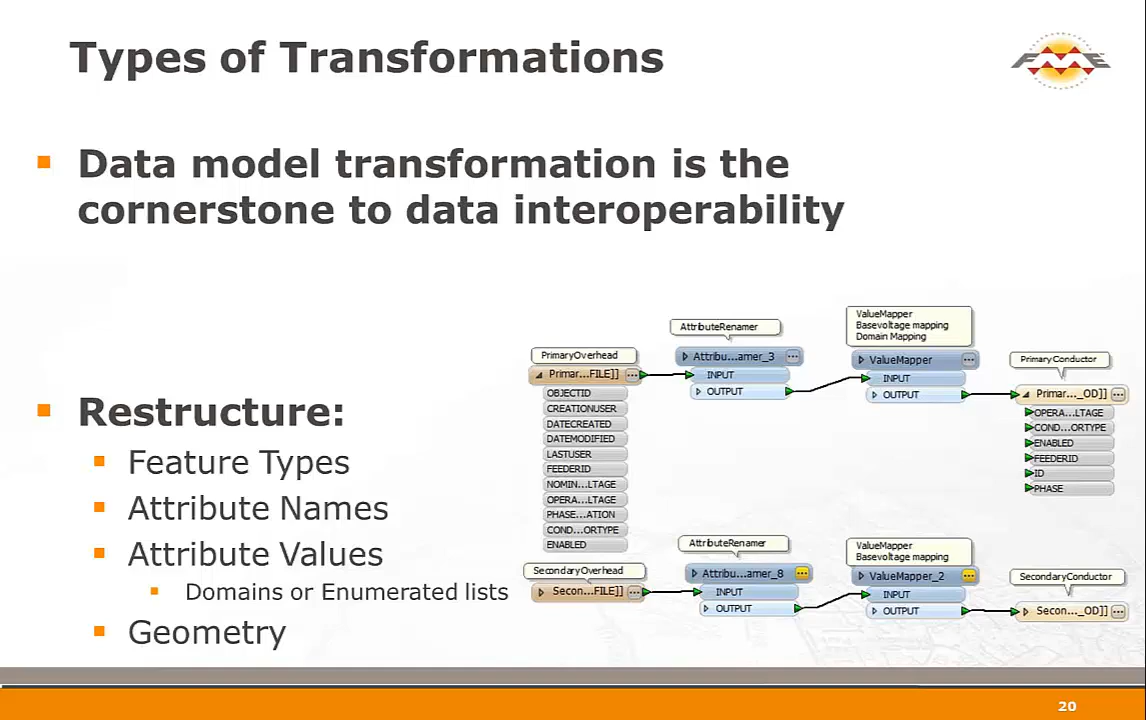 Types of Transformations
FME
Data model transformation is the
cornerstone to data interoperability
Restructure:
Feature Types
Attribute Names
Attribute Values
Domains or Enumerated lists
Geometry
PrimaryOverhead
Primar...FILE]]
OBJECTID
CREATIONUSER
DATECREATED
DATEMODIFIED
LASTUSER
FEEDERID
NOMIN...LTAGE
OPERA...LTAGE
PHASE...ATION
COND...ORTYPE
ENABLED
AttributeRenamer
Attribu...amer_3
INPUT
OUTPUT
ValueMapper
Basevoltage mapping
Domain Mapping
ValueMapper
INPUT
OUTPUT
PrimaryConductor
Primar..._OD]]
OPERA...LTAGE
COND...ORTYPE
ENABLED
FEEDERID
ID
PHASE
SecondaryOverhead
Secon...FILE]]
AttributeRenamer
Attribu...amer_8
INPUT
OUTPUT
ValueMapper
Basevoltage mapping
ValueMapper_2
INPUT
OUTPUT
SecondaryConductor
Secon..._OD]]
20